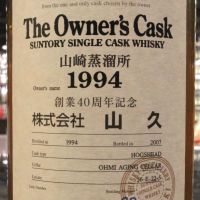 from the one and only cask chosen by the owner
The Owner's Cask
SUNTORY SINGLE CASK WHISKY
山崎蒸溜所
1994
Owner's name
創業40周年記念
株式会社 山久
Distilled in 1994 Bottled in 2007
Cask type HOGSHEAD
Cellar OHMI AGING CELLAR